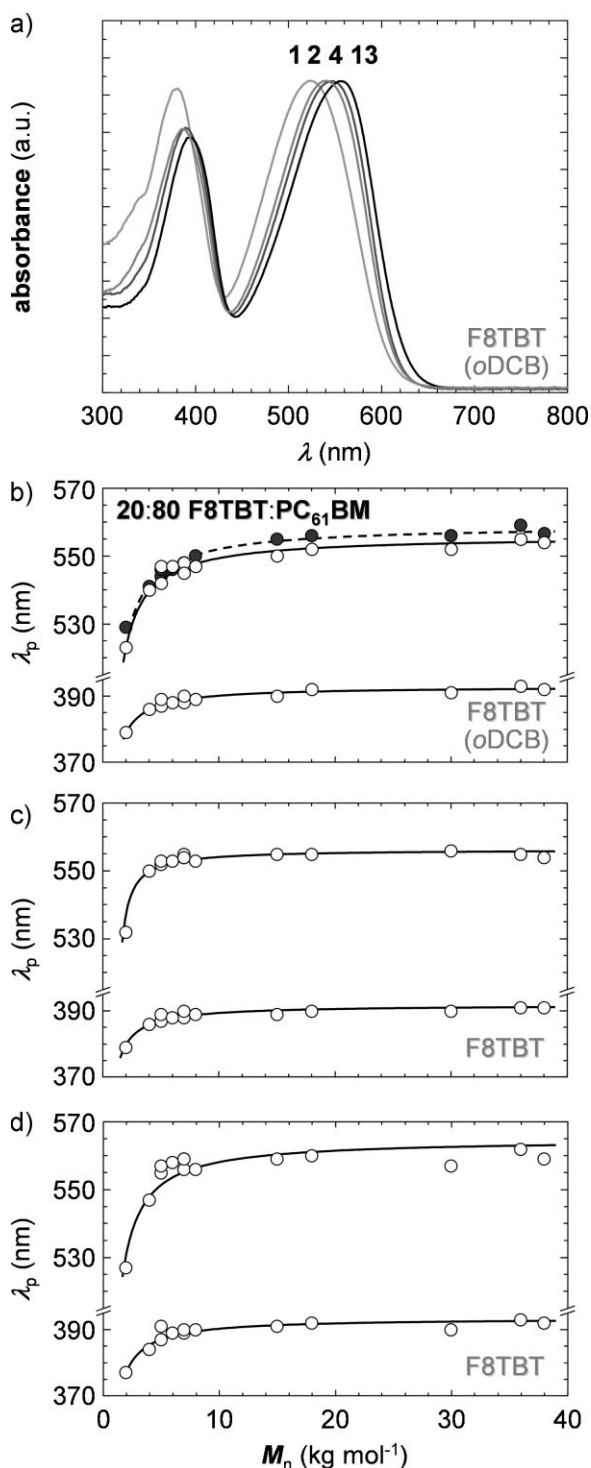 a)
1 2 4 13
absorbance (a.u.)
F8TBT
(oDCB)
300 400 500 600 700 800
λ (nm)
b)
20:80 F8TBT:PC₆₁BM
570
550
530
390
370
λp (nm)
F8TBT
(oDCB)
c)
570
550
530
390
370
λp (nm)
F8TBT
d)
570
550
530
390
370
λp (nm)
F8TBT
0 10 20 30 40
Mn (kg mol⁻¹)